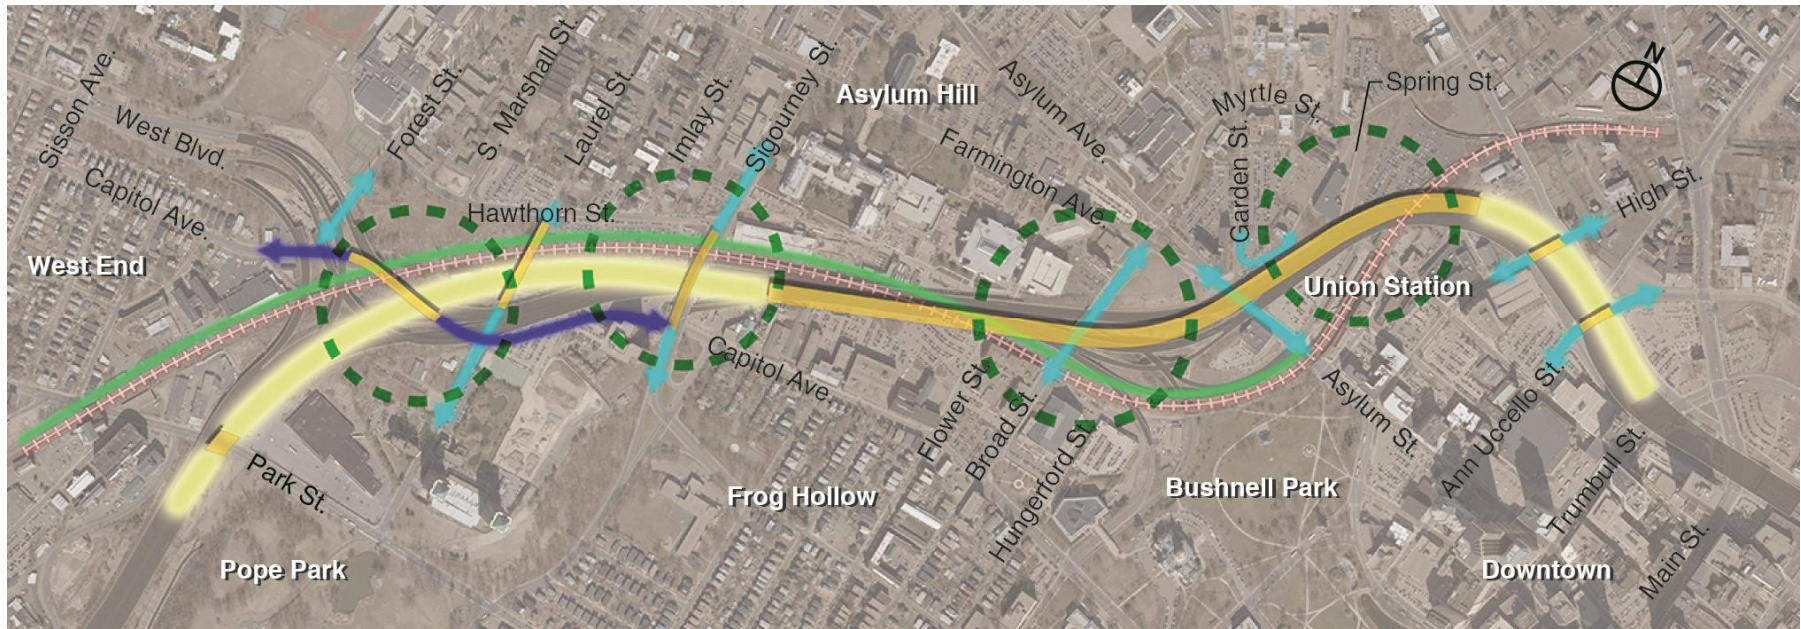 Sisson Ave.
West Blvd.
Capitol Ave.
West End
Forest St.
S. Marshall St.
Laurel St.
Imlay St.
Sigourney St.
Hawthorn St.
Asylum Hill
Asylum Ave.
Farmington Ave.
Myrtle St.
Garden St.
Spring St.
N
High St.
Union Station
Capitol Ave
Park St.
Pope Park
Frog Hollow
Flower St.
Broad St.
Hungerford St.
Bushnell Park
Asylum St.
Ann Uccello St.
Trumbull St.
Main St.
Downtown